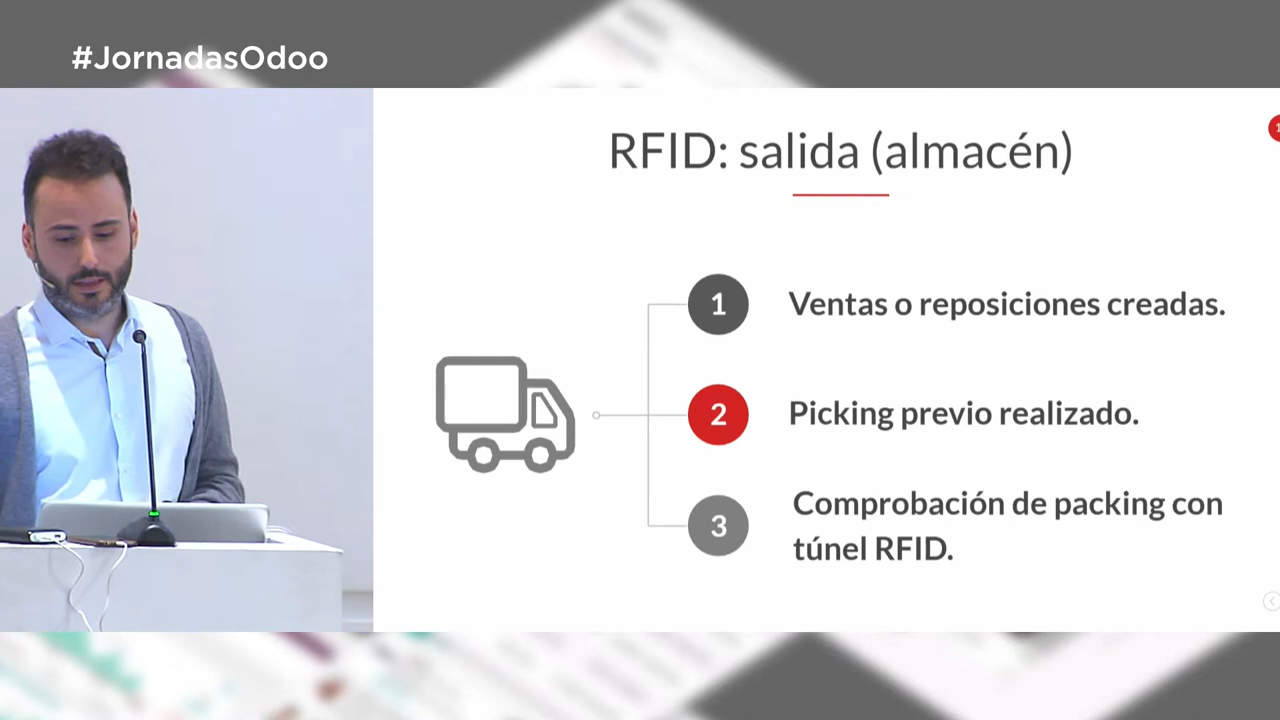 #JornadasOdoo
RFID: salida (almacén)
1
1
Ventas o reposiciones creadas.
2
Picking previo realizado.
3
Comprobación de packing con
túnel RFID.